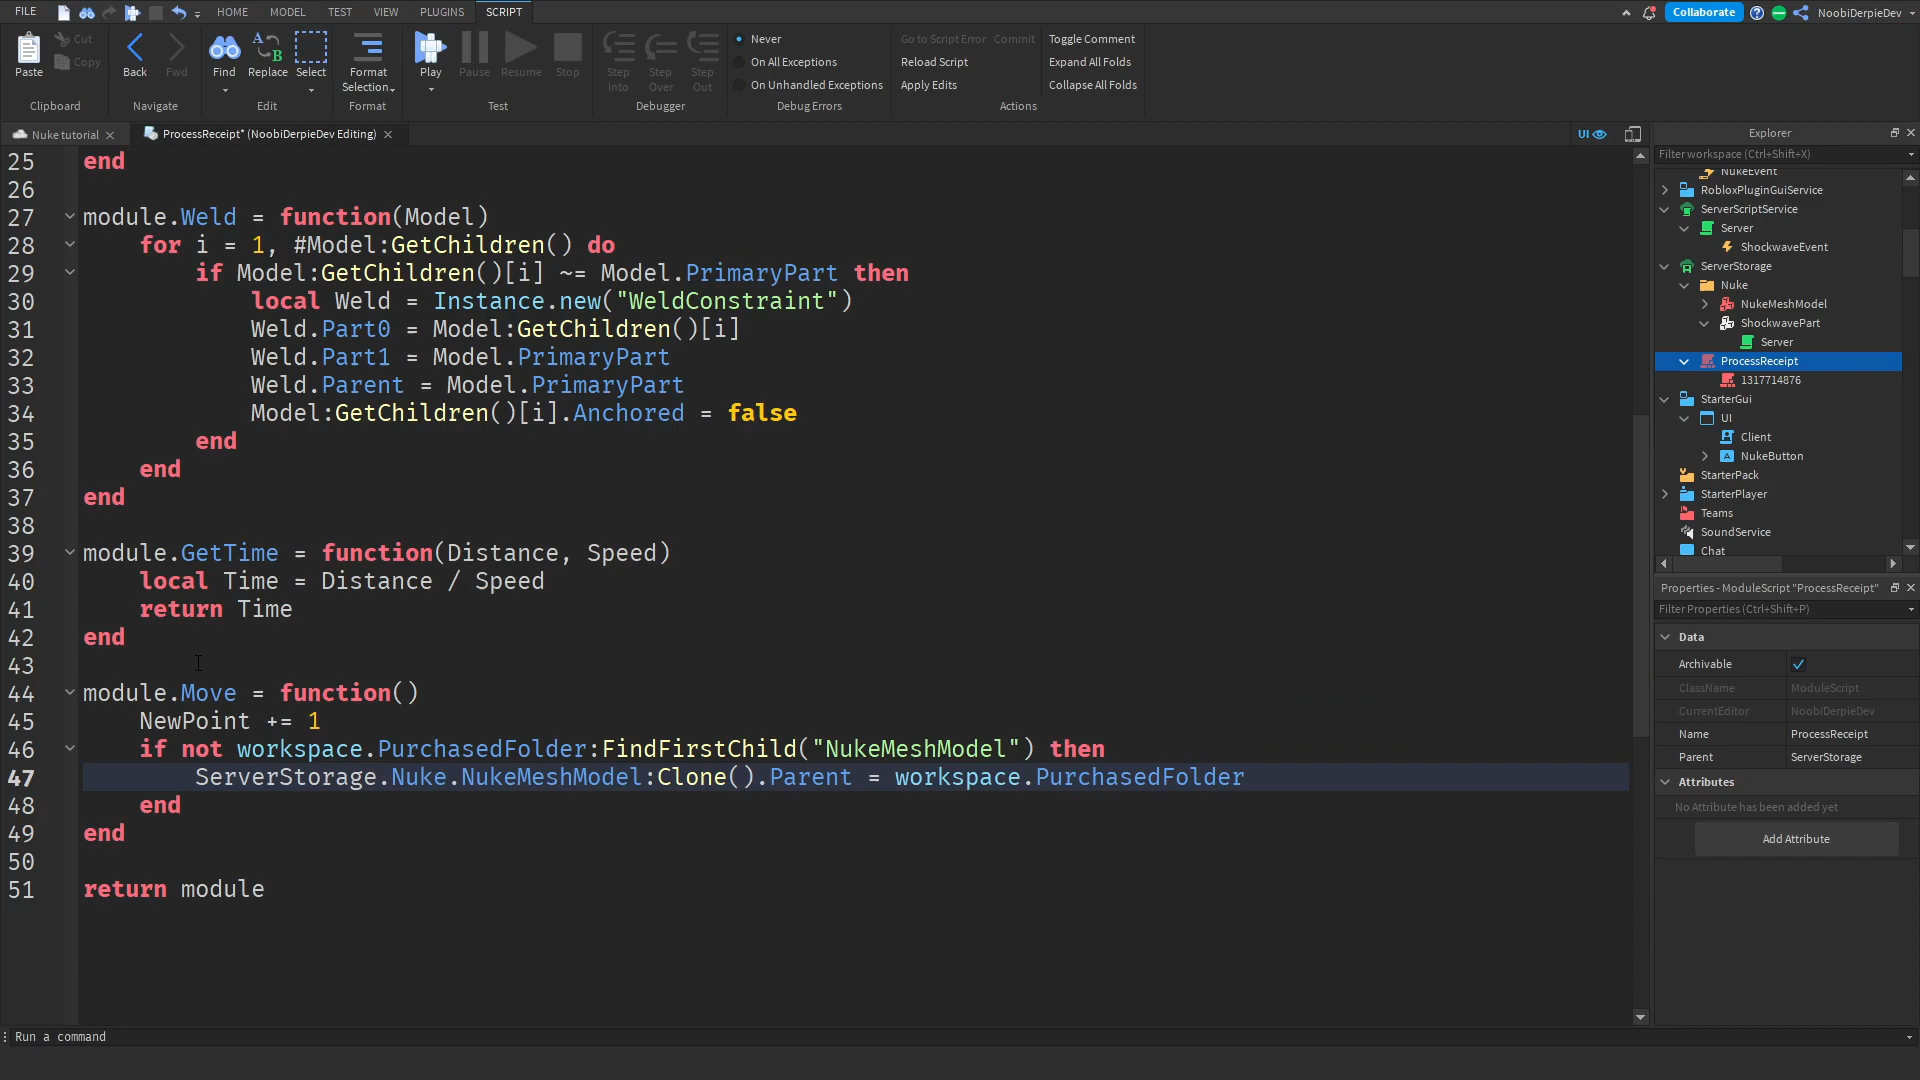 FILE HOME MODEL TEST VIEW PLUGINS SCRIPT Collaborate NoobiDerpieDev
Paste Cut Copy Back Fwd Find Replace Select Format Selection Play Pause Resume Stop Step Into Step Over Step Out
Never Go to Script Error Commit Toggle Comment
On All Exceptions Reload Script Expand All Folds
On Unhandled Exceptions Apply Edits Collapse All Folds
Clipboard Navigate Edit Format Test Debugger Debug Errors Actions
Nuke tutorial ProcessReceipt* (NoobiDerpieDev Editing) UI
25 end
26
27 module.Weld = function(Model)
28 for i = 1, #Model:GetChildren() do
29 if Model:GetChildren()[i] ~= Model.PrimaryPart then
30 local Weld = Instance.new("WeldConstraint")
31 Weld.Part0 = Model:GetChildren()[i]
32 Weld.Part1 = Model.PrimaryPart
33 Weld.Parent = Model.PrimaryPart
34 Model:GetChildren()[i].Anchored = false
35 end
36 end
37 end
38
39 module.GetTime = function(Distance, Speed)
40 local Time = Distance / Speed
41 return Time
42 end
43
44 module.Move = function()
45 NewPoint += 1
46 if not workspace.PurchasedFolder:FindFirstChild("NukeMeshModel") then
47 ServerStorage.Nuke.NukeMeshModel:Clone().Parent = workspace.PurchasedFolder
48 end
49 end
50
51 return module
Run a command
Explorer
Filter workspace (Ctrl+Shift+X)
NukeEvent
RobloxPluginGuiService
ServerScriptService
Server
ShockwaveEvent
ServerStorage
Nuke
NukeMeshModel
ShockwavePart
Server
ProcessReceipt
1317714876
StarterGui
UI
Client
A NukeButton
StarterPack
StarterPlayer
Teams
SoundService
Chat
Properties - ModuleScript "ProcessReceipt"
Filter Properties (Ctrl+Shift+P)
Data
Archivable
ClassName ModuleScript
CurrentEditor NoobiDerpieDev
Name ProcessReceipt
Parent ServerStorage
Attributes
No Attribute has been added yet
Add Attribute